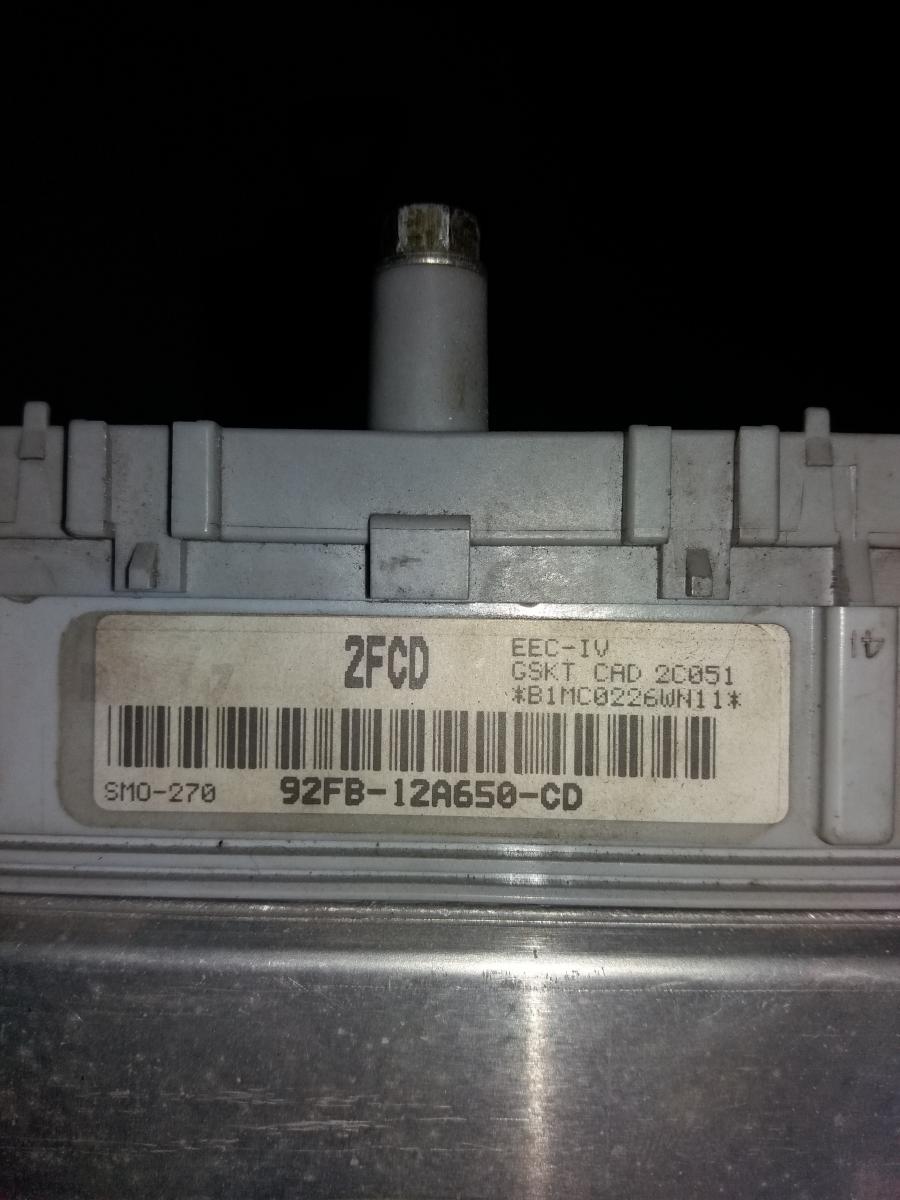 2FCD
EEC-IV
GSKT CAD 2C051
*B1MC0226WN11*
SMO-270
92FB-12A650-CD
41